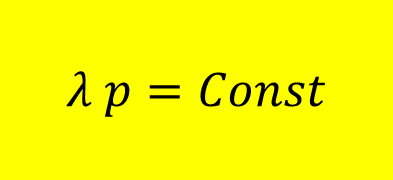 λ p = Const